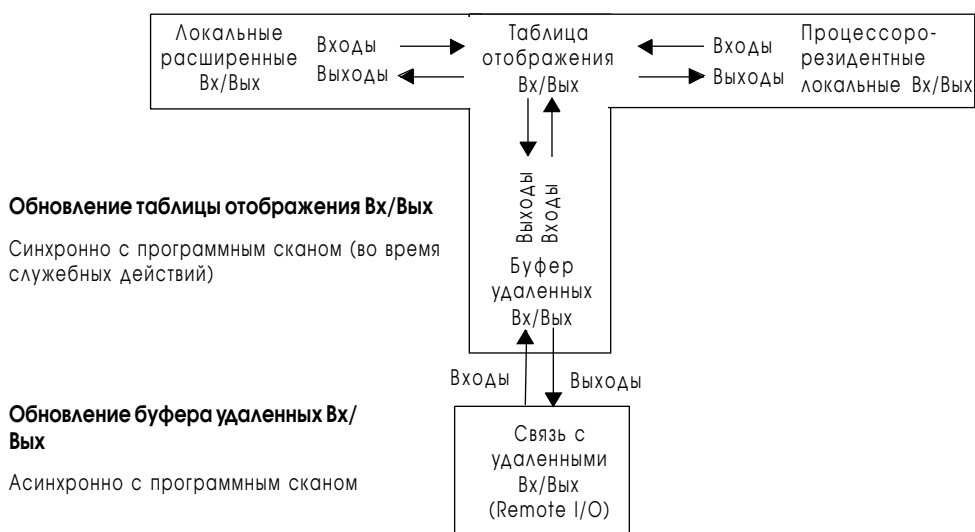 Локальные
расширенные
Вх/Вых
Входы
Выходы
Таблица
отображения
Вх/Вых
Входы
Выходы
Процессоро-
резидентные
локальные Вх/Вых
Выходы
Входы
Обновление таблицы отображения Вх/Вых
Синхронно с программным сканом (во время
служебных действий)
Буфер
удаленных
Вх/Вых
Входы
Выходы
Обновление буфера удаленных Вх/
Вых
Асинхронно с программным сканом
Связь с
удаленными
Вх/Вых
(Remote I/O)